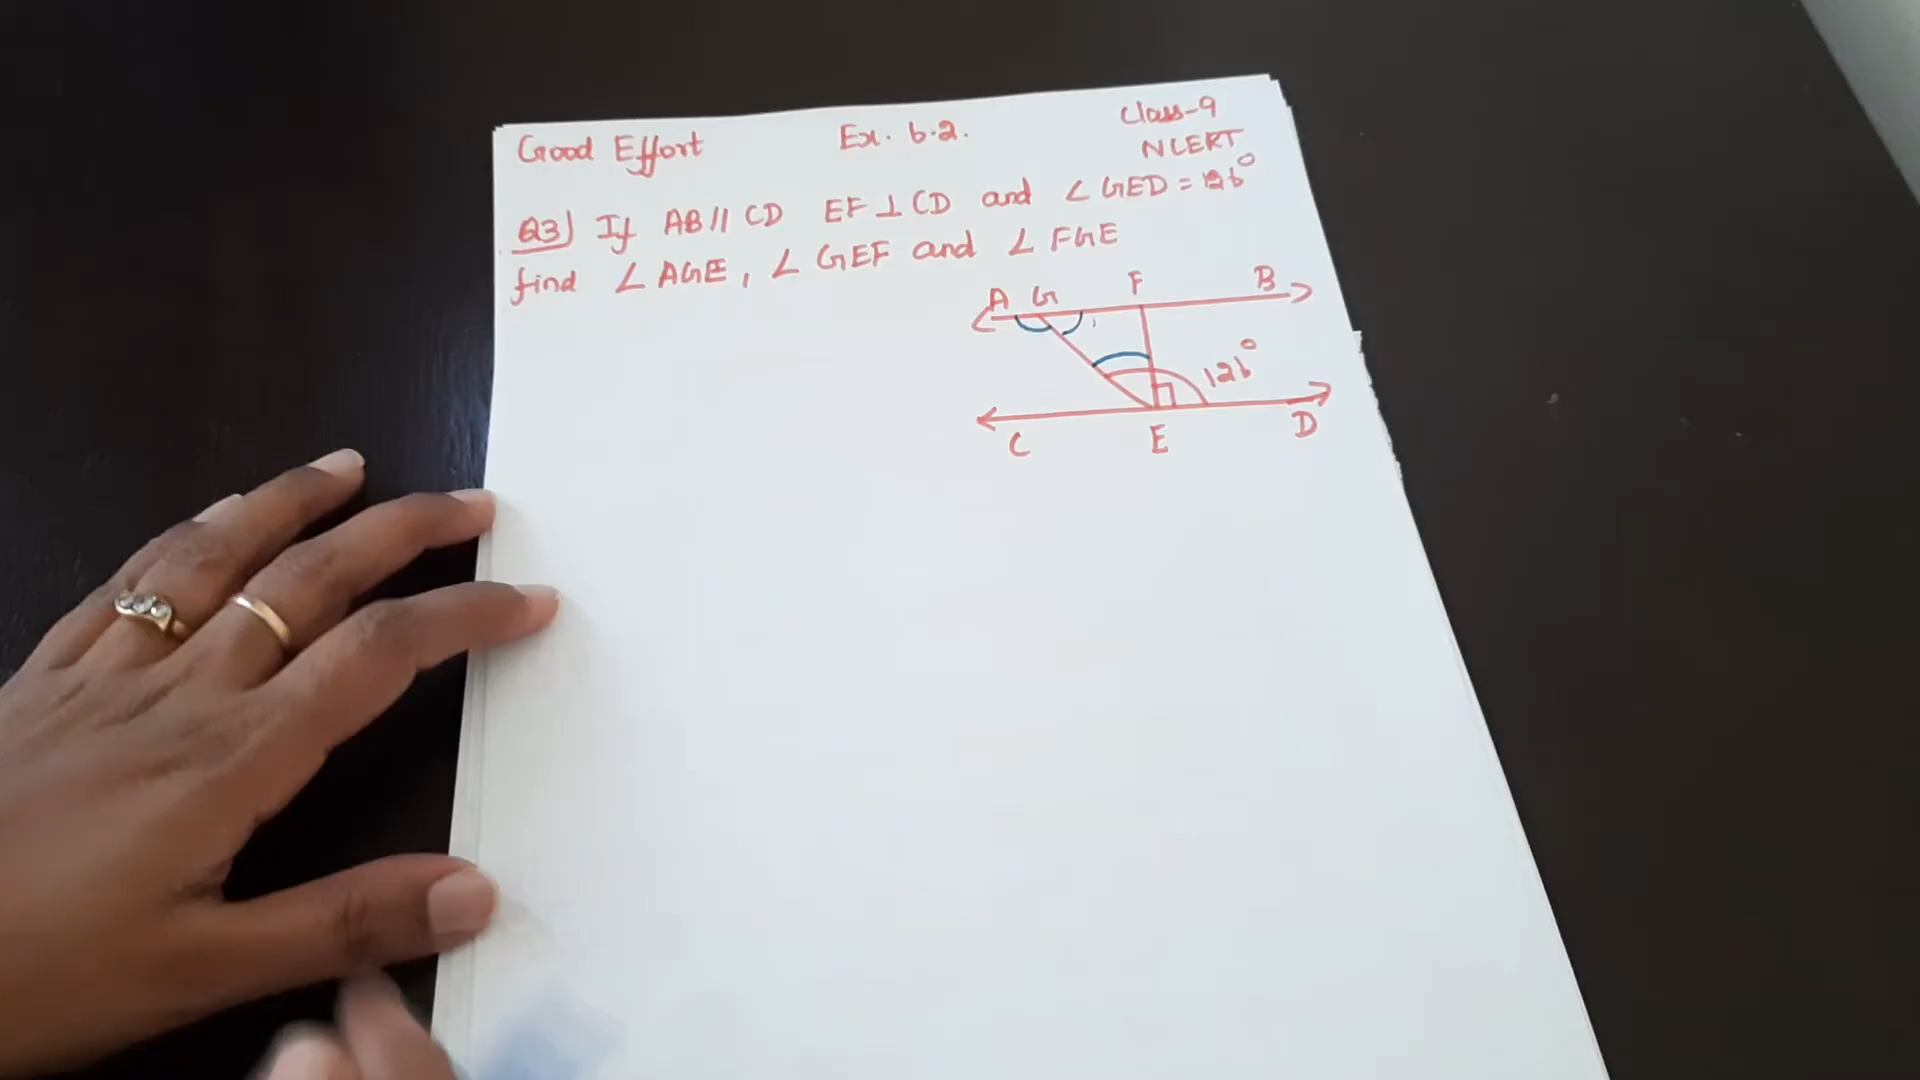 Good Effort Ex. 6.2. Class-9
NCERT
Q3) If AB // CD EF ⊥ CD and ∠ GED = 126°
find ∠ AGE, ∠ GEF and ∠ FGE
A G F B
126°
C E D